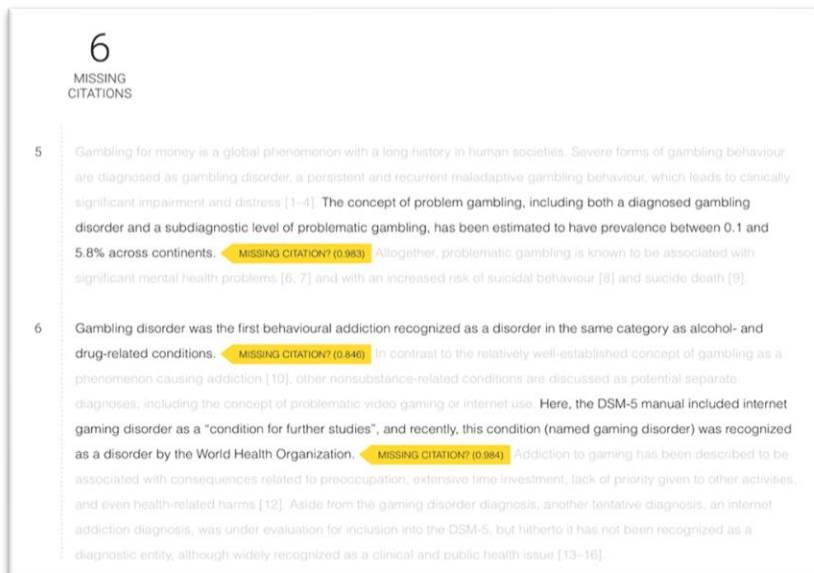 6
MISSING
CITATIONS
5 Gambling for money is a global phenomenon with a long history in human societies. Severe forms of gambling behaviour
are diagnosed as gambling disorder, a persistent and recurrent maladaptive gambling behaviour, which leads to clinically
significant impairment and distress [1-4]. The concept of problem gambling, including both a diagnosed gambling
disorder and a subdiagnostic level of problematic gambling, has been estimated to have prevalence between 0.1 and
5.8% across continents. MISSING CITATION? (0.983) Altogether, problematic gambling is known to be associated with
significant mental health problems [6, 7] and with an increased risk of suicidal behaviour [8] and suicide death [9].
6 Gambling disorder was the first behavioural addiction recognized as a disorder in the same category as alcohol- and
drug-related conditions. MISSING CITATION? (0.846) In contrast to the relatively well-established concept of gambling as a
phenomenon causing addiction [10], other nonsubstance-related conditions are discussed as potential separate
diagnoses, including the concept of problematic video gaming or internet use. Here, the DSM-5 manual included internet
gaming disorder as a “condition for further studies”, and recently, this condition (named gaming disorder) was recognized
as a disorder by the World Health Organization. MISSING CITATION? (0.984) Addiction to gaming has been described to be
associated with consequences related to preoccupation, extensive time investment, lack of priority given to other activities,
and even health-related harms [12]. Aside from the gaming disorder diagnosis, another tentative diagnosis, an internet
addiction diagnosis, was under evaluation for inclusion into the DSM-5, but hitherto it has not been recognized as a
diagnostic entity, although widely recognized as a clinical and public health issue [13-16].